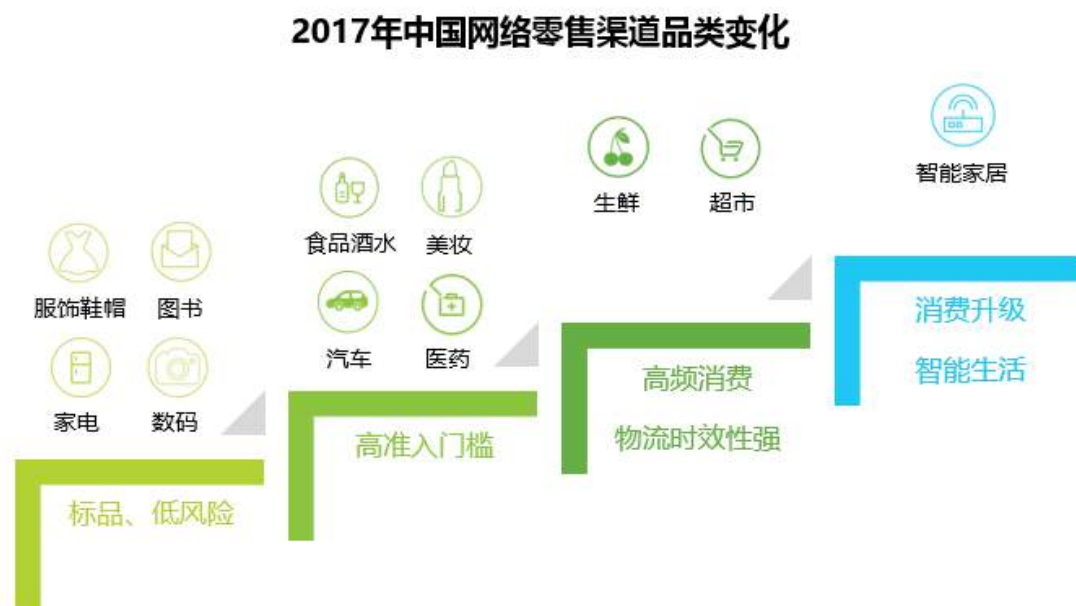 2017年中国网络零售渠道品类变化
服饰鞋帽 图书
家电 数码
标品、低风险
食品酒水 美妆
汽车 医药
高准入门槛
生鲜 超市
高频消费
物流时效性强
智能家居
消费升级
智能生活